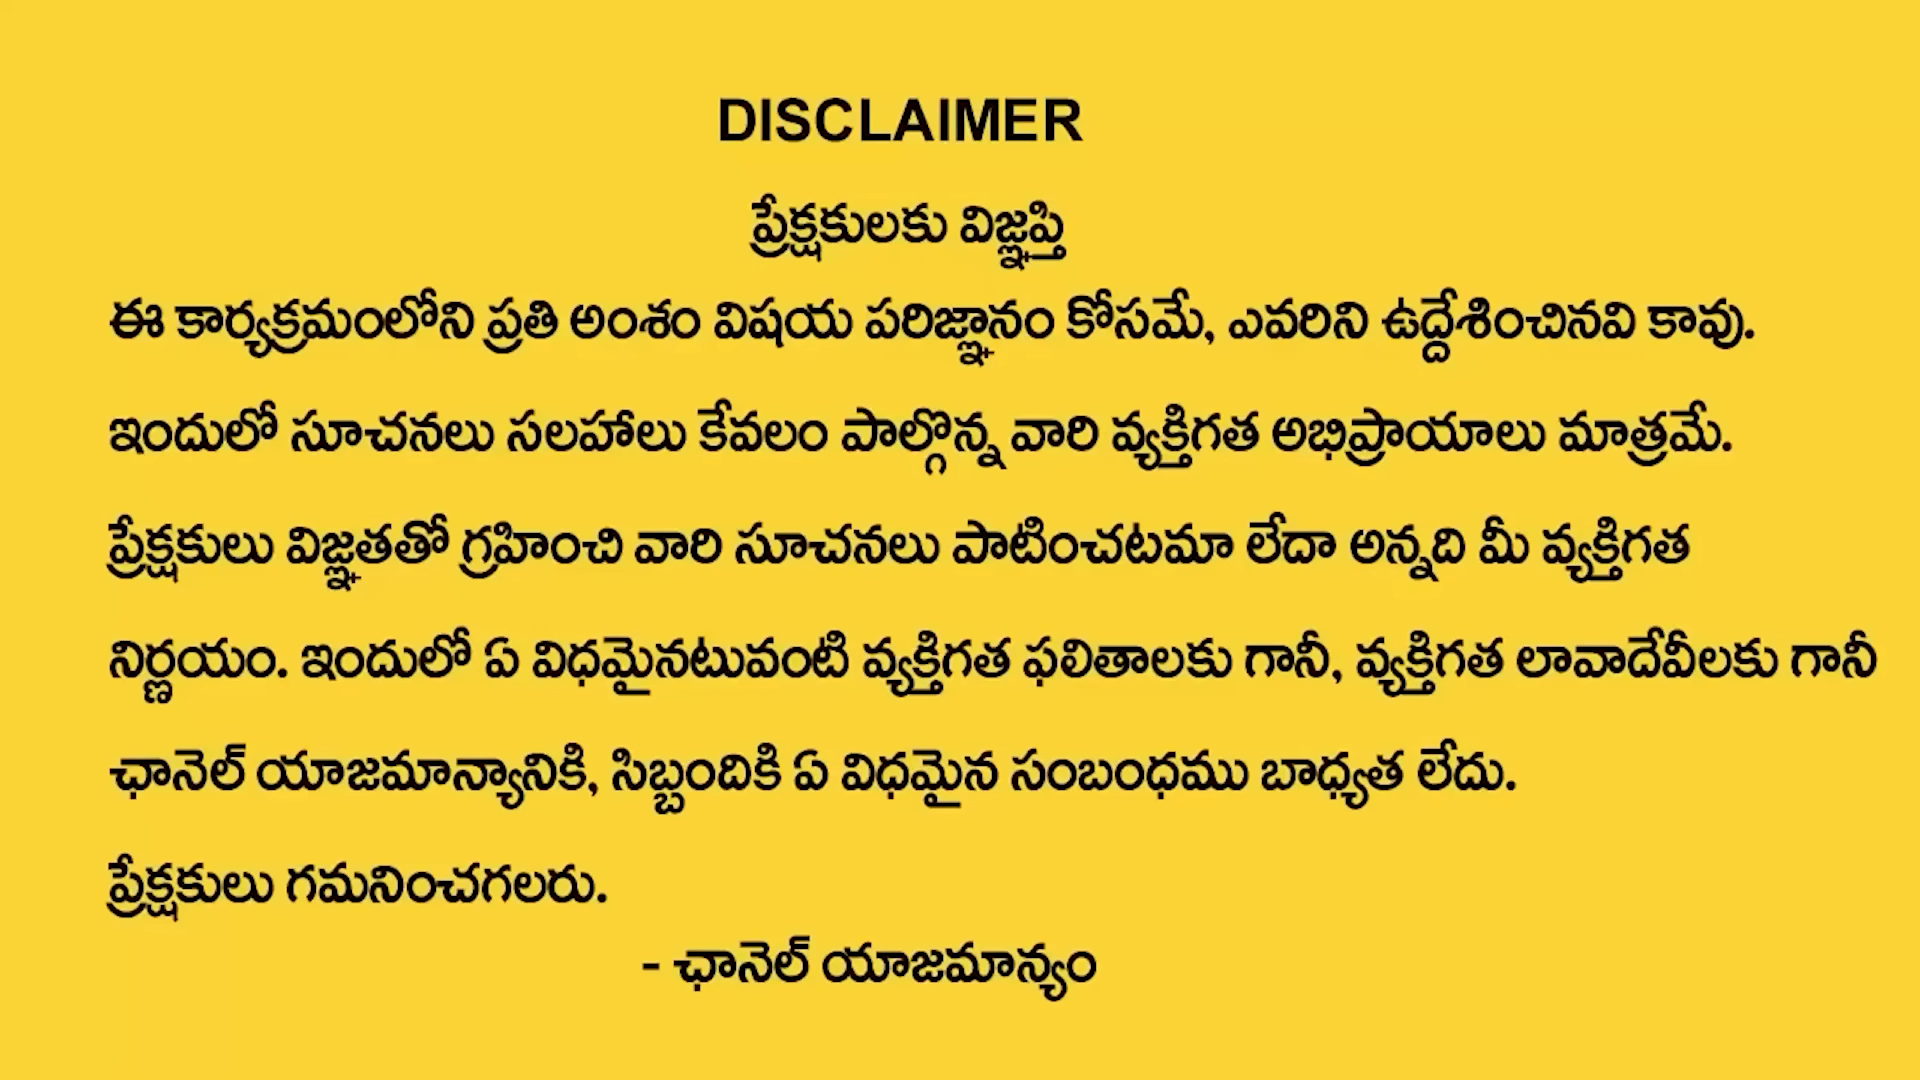 DISCLAIMER
ప్రేక్షకులకు విజ్ఞప్తి
ఈ కార్యక్రమంలోని ప్రతి అంశం విషయ పరిజ్ఞానం కోసమే, ఎవరిని ఉద్దేశించినవి కావు.
ఇందులో సూచనలు సలహాలు కేవలం పాల్గొన్న వారి వ్యక్తిగత అభిప్రాయాలు మాత్రమే.
ప్రేక్షకులు విజ్ఞతతో గ్రహించి వారి సూచనలు పాటించటమా లేదా అన్నది మీ వ్యక్తిగత
నిర్ణయం. ఇందులో ఏ విధమైనటువంటి వ్యక్తిగత ఫలితాలకు గానీ, వ్యక్తిగత లావాదేవీలకు గానీ
ఛానెల్ యాజమాన్యానికి, సిబ్బందికి ఏ విధమైన సంబంధము బాధ్యత లేదు.
ప్రేక్షకులు గమనించగలరు.
- ఛానెల్ యాజమాన్యం